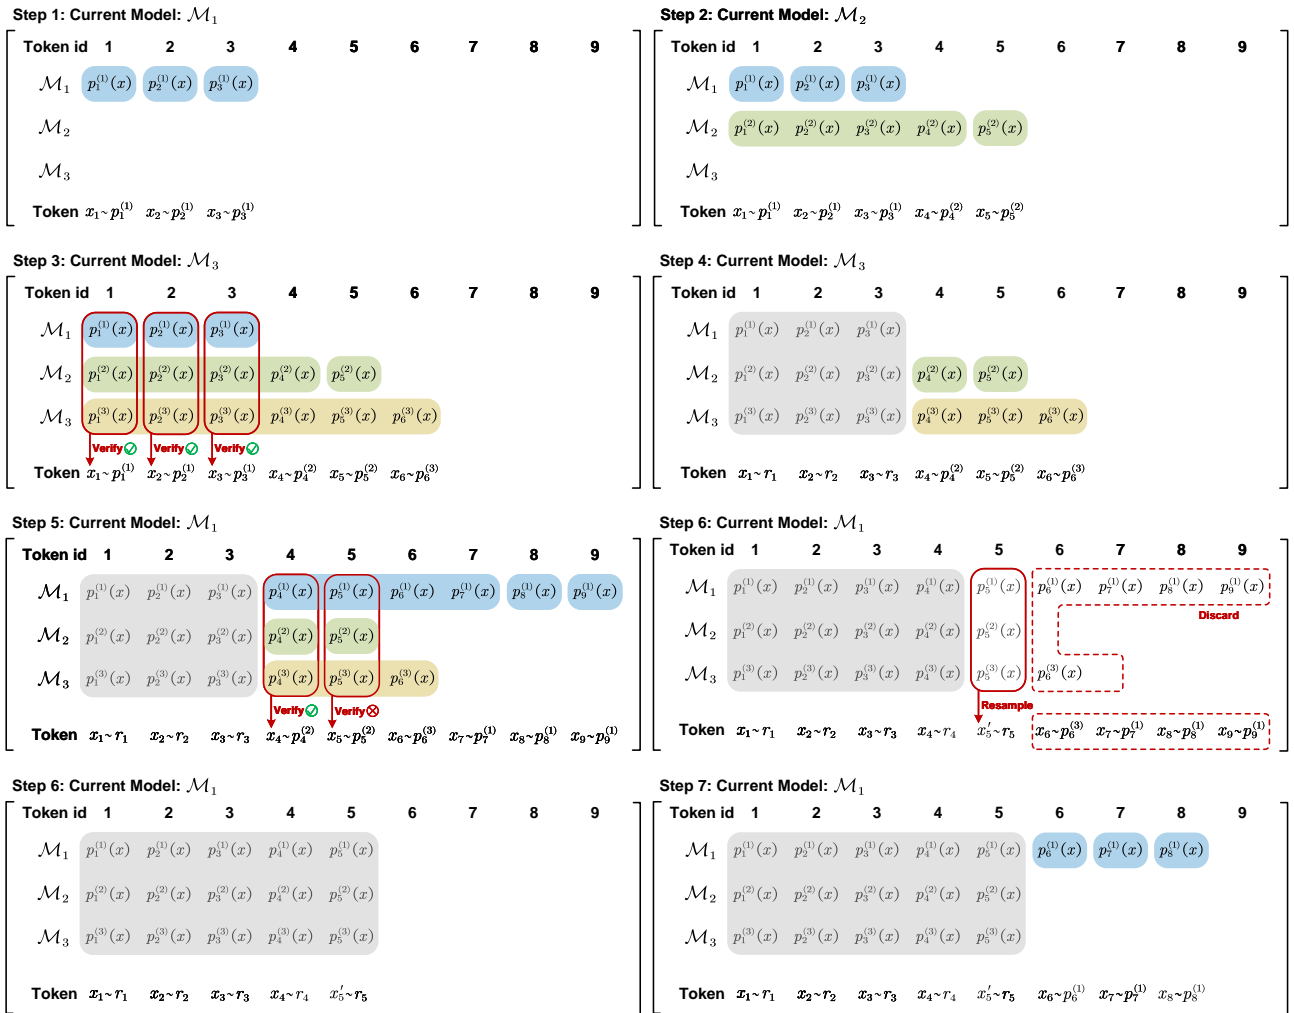 Step 1: Current Model: ℳ₁
Token id 1 2 3 4 5 6 7 8 9
ℳ₁ p₁⁽¹⁾(x) p₂⁽¹⁾(x) p₃⁽¹⁾(x)
ℳ₂
ℳ₃
Token x₁~p₁⁽¹⁾ x₂~p₂⁽¹⁾ x₃~p₃⁽¹⁾
Step 2: Current Model: ℳ₂
Token id 1 2 3 4 5 6 7 8 9
ℳ₁ p₁⁽¹⁾(x) p₂⁽¹⁾(x) p₃⁽¹⁾(x)
ℳ₂ p₁⁽²⁾(x) p₂⁽²⁾(x) p₃⁽²⁾(x) p₄⁽²⁾(x) p₅⁽²⁾(x)
ℳ₃
Token x₁~p₁⁽¹⁾ x₂~p₂⁽¹⁾ x₃~p₃⁽¹⁾ x₄~p₄⁽²⁾ x₅~p₅⁽²⁾
Step 3: Current Model: ℳ₃
Token id 1 2 3 4 5 6 7 8 9
ℳ₁ p₁⁽¹⁾(x) p₂⁽¹⁾(x) p₃⁽¹⁾(x)
ℳ₂ p₁⁽²⁾(x) p₂⁽²⁾(x) p₃⁽²⁾(x) p₄⁽²⁾(x) p₅⁽²⁾(x)
ℳ₃ p₁⁽³⁾(x) p₂⁽³⁾(x) p₃⁽³⁾(x) p₄⁽³⁾(x) p₅⁽³⁾(x) p₆⁽³⁾(x)
Verify Verify Verify
Token x₁~p₁⁽¹⁾ x₂~p₂⁽¹⁾ x₃~p₃⁽¹⁾ x₄~p₄⁽²⁾ x₅~p₅⁽²⁾ x₆~p₆⁽³⁾
Step 4: Current Model: ℳ₃
Token id 1 2 3 4 5 6 7 8 9
ℳ₁ p₁⁽¹⁾(x) p₂⁽¹⁾(x) p₃⁽¹⁾(x)
ℳ₂ p₁⁽²⁾(x) p₂⁽²⁾(x) p₃⁽²⁾(x) p₄⁽²⁾(x) p₅⁽²⁾(x)
ℳ₃ p₁⁽³⁾(x) p₂⁽³⁾(x) p₃⁽³⁾(x) p₄⁽³⁾(x) p₅⁽³⁾(x) p₆⁽³⁾(x)
Token x₁~r₁ x₂~r₂ x₃~r₃ x₄~p₄⁽²⁾ x₅~p₅⁽²⁾ x₆~p₆⁽³⁾
Step 5: Current Model: ℳ₁
Token id 1 2 3 4 5 6 7 8 9
ℳ₁ p₁⁽¹⁾(x) p₂⁽¹⁾(x) p₃⁽¹⁾(x) p₄⁽¹⁾(x) p₅⁽¹⁾(x) p₆⁽¹⁾(x) p₇⁽¹⁾(x) p₈⁽¹⁾(x) p₉⁽¹⁾(x)
ℳ₂ p₁⁽²⁾(x) p₂⁽²⁾(x) p₃⁽²⁾(x) p₄⁽²⁾(x) p₅⁽²⁾(x)
ℳ₃ p₁⁽³⁾(x) p₂⁽³⁾(x) p₃⁽³⁾(x) p₄⁽³⁾(x) p₅⁽³⁾(x) p₆⁽³⁾(x)
Verify Verify
Token x₁~r₁ x₂~r₂ x₃~r₃ x₄~p₄⁽²⁾ x₅~p₅⁽²⁾ x₆~p₆⁽³⁾ x₇~p₇⁽¹⁾ x₈~p₈⁽¹⁾ x₉~p₉⁽¹⁾
Step 6: Current Model: ℳ₁
Token id 1 2 3 4 5 6 7 8 9
ℳ₁ p₁⁽¹⁾(x) p₂⁽¹⁾(x) p₃⁽¹⁾(x) p₄⁽¹⁾(x) p₅⁽¹⁾(x) p₆⁽¹⁾(x) p₇⁽¹⁾(x) p₈⁽¹⁾(x) p₉⁽¹⁾(x)
Discard
ℳ₂ p₁⁽²⁾(x) p₂⁽²⁾(x) p₃⁽²⁾(x) p₄⁽²⁾(x) p₅⁽²⁾(x)
ℳ₃ p₁⁽³⁾(x) p₂⁽³⁾(x) p₃⁽³⁾(x) p₄⁽³⁾(x) p₅⁽³⁾(x) p₆⁽³⁾(x)
Resample
Token x₁~r₁ x₂~r₂ x₃~r₃ x₄~r₄ x₅′~r₅ x₆~p₆⁽³⁾ x₇~p₇⁽¹⁾ x₈~p₈⁽¹⁾ x₉~p₉⁽¹⁾
Step 6: Current Model: ℳ₁
Token id 1 2 3 4 5 6 7 8 9
ℳ₁ p₁⁽¹⁾(x) p₂⁽¹⁾(x) p₃⁽¹⁾(x) p₄⁽¹⁾(x) p₅⁽¹⁾(x)
ℳ₂ p₁⁽²⁾(x) p₂⁽²⁾(x) p₃⁽²⁾(x) p₄⁽²⁾(x) p₅⁽²⁾(x)
ℳ₃ p₁⁽³⁾(x) p₂⁽³⁾(x) p₃⁽³⁾(x) p₄⁽³⁾(x) p₅⁽³⁾(x)
Token x₁~r₁ x₂~r₂ x₃~r₃ x₄~r₄ x₅′~r₅
Step 7: Current Model: ℳ₁
Token id 1 2 3 4 5 6 7 8 9
ℳ₁ p₁⁽¹⁾(x) p₂⁽¹⁾(x) p₃⁽¹⁾(x) p₄⁽¹⁾(x) p₅⁽¹⁾(x) p₆⁽¹⁾(x) p₇⁽¹⁾(x) p₈⁽¹⁾(x)
ℳ₂ p₁⁽²⁾(x) p₂⁽²⁾(x) p₃⁽²⁾(x) p₄⁽²⁾(x) p₅⁽²⁾(x)
ℳ₃ p₁⁽³⁾(x) p₂⁽³⁾(x) p₃⁽³⁾(x) p₄⁽³⁾(x) p₅⁽³⁾(x)
Token x₁~r₁ x₂~r₂ x₃~r₃ x₄~r₄ x₅′~r₅ x₆~p₆⁽¹⁾ x₇~p₇⁽¹⁾ x₈~p₈⁽¹⁾